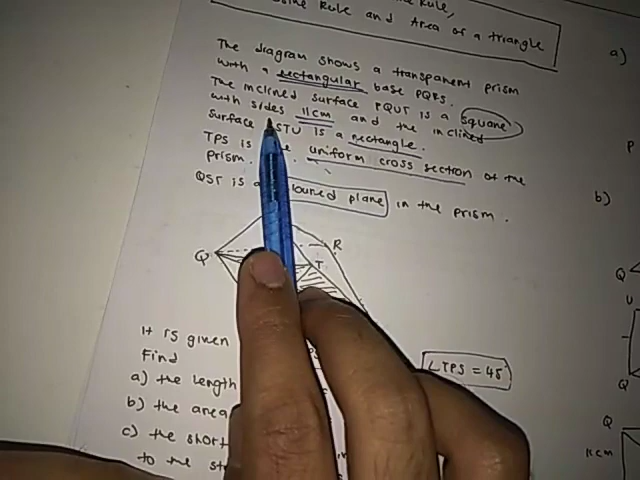 Rule,
Rule and Area of a triangle
The diagram shows a transparent prism
with a rectangular base PQRS.
The inclined surface PQUT is a square
with sides 11cm and the inclined
surface STU is a rectangle.
TPS is uniform cross section of the
prism.
QST is a coloured plane in the prism.
Q
R
T
It is given
∠TPS = 48°
Find
a) the length
b) the area
c) the short
to the st
a)
P
b)
Q
U
Q
Q
11cm